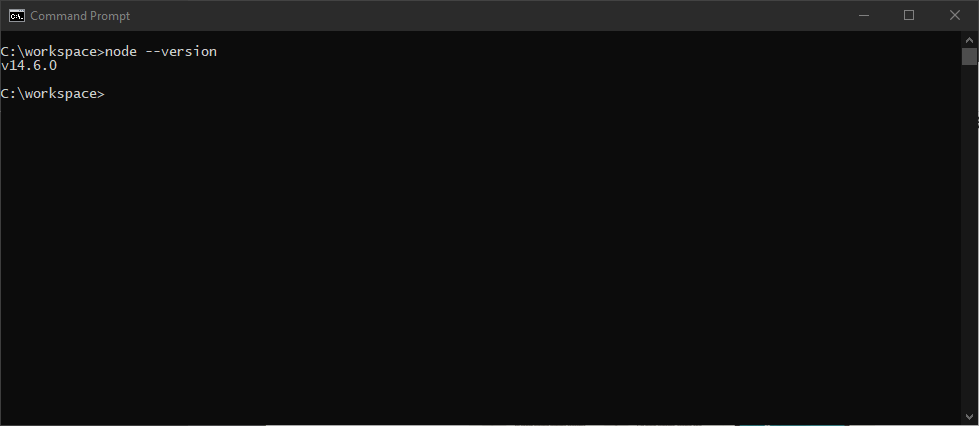 Command Prompt
C:\workspace>node --version
v14.6.0
C:\workspace>